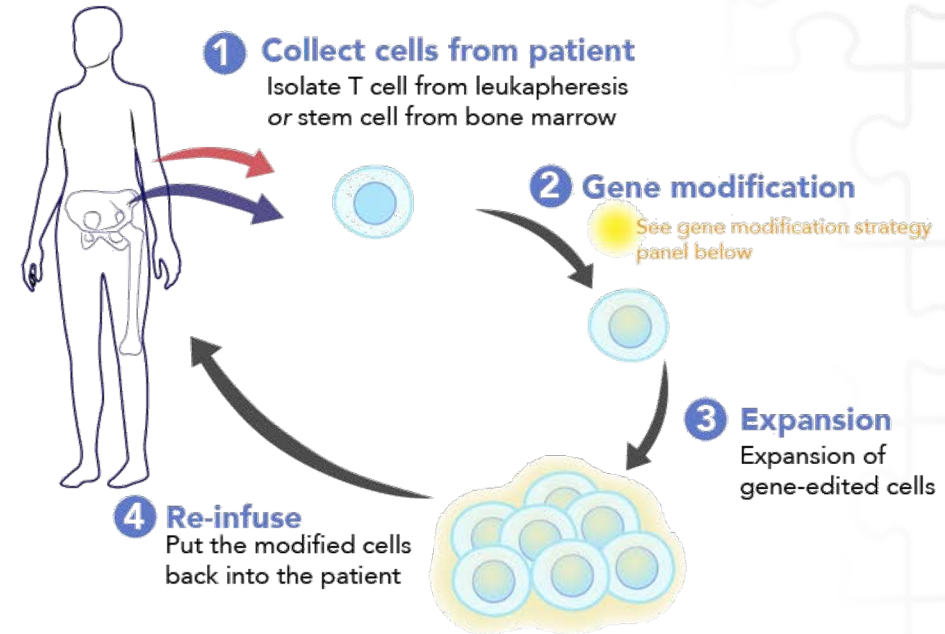 1 Collect cells from patient
Isolate T cell from leukapheresis
or stem cell from bone marrow
2 Gene modification
See gene modification strategy
panel below
3 Expansion
Expansion of
gene-edited cells
4 Re-infuse
Put the modified cells
back into the patient